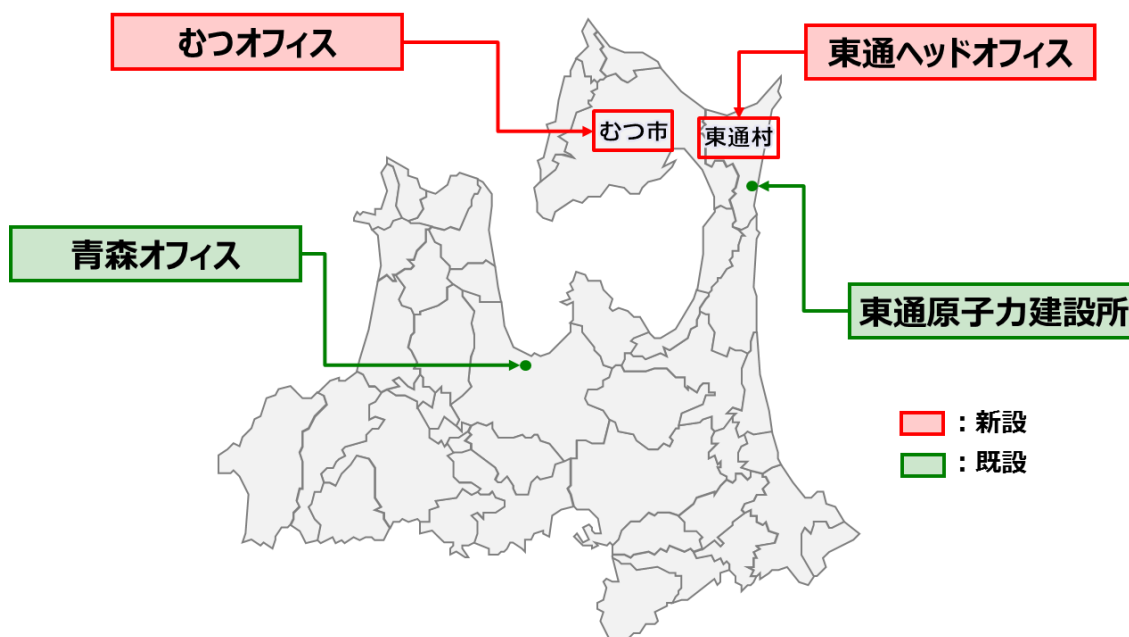 むつオフィス
東通ヘッドオフィス
むつ市
東通村
青森オフィス
東通原子力建設所
：新設
：既設